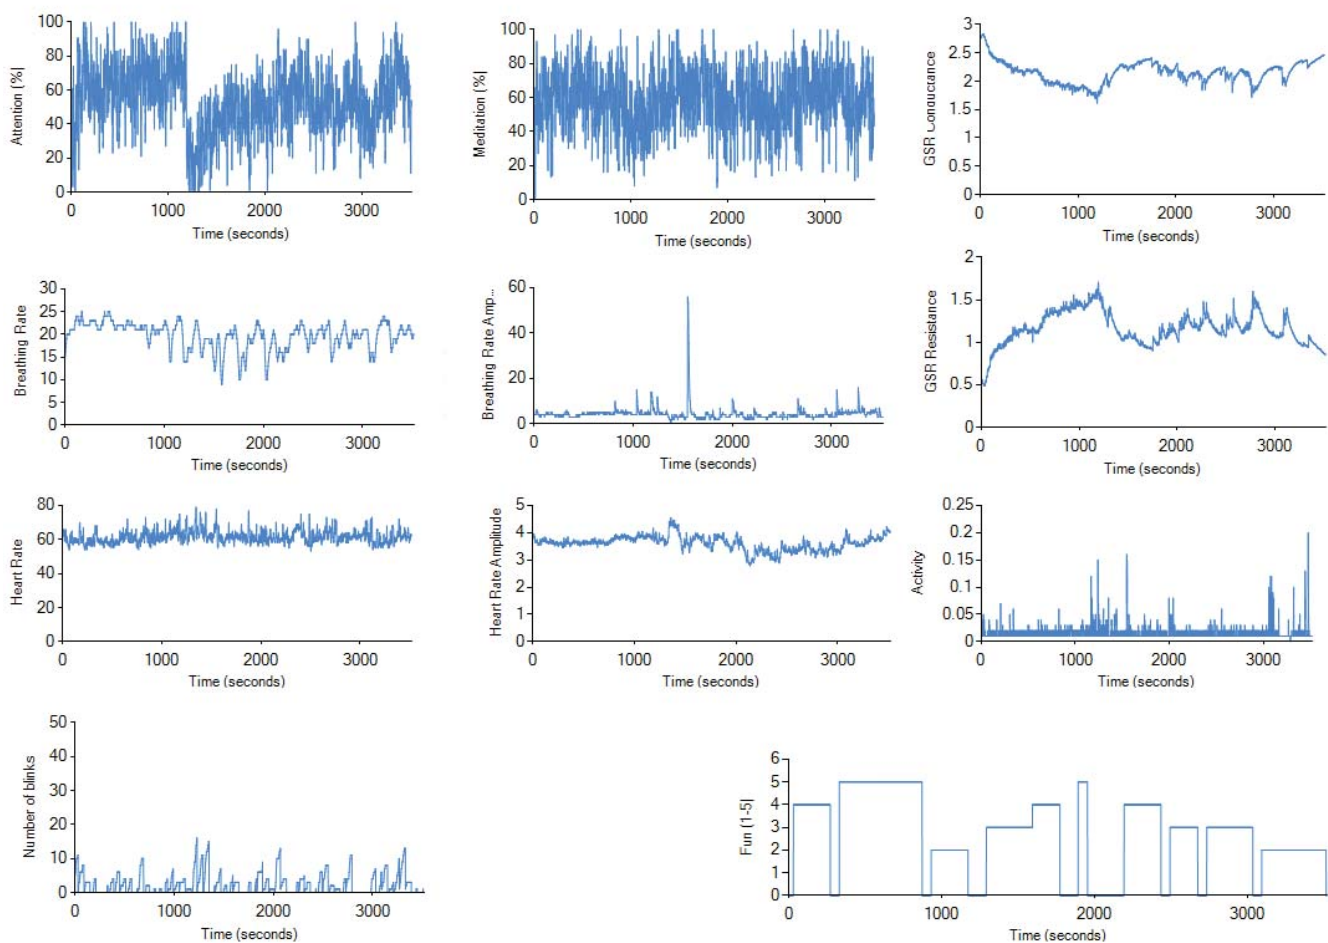 Attention [%]
100
80
60
40
20
0
0 1000 2000 3000
Time (seconds)
Meditation [%]
100
80
60
40
20
0
0 1000 2000 3000
Time (seconds)
GSR Conductance
3
2.5
2
1.5
1
0.5
0
0 1000 2000 3000
Time (seconds)
Breathing Rate
30
25
20
15
10
5
0
0 1000 2000 3000
Time (seconds)
Breathing Rate Amp...
60
40
20
0
0 1000 2000 3000
Time (seconds)
GSR Resistance
2
1.5
1
0.5
0
0 1000 2000 3000
Time (seconds)
Heart Rate
80
60
40
20
0
0 1000 2000 3000
Time (seconds)
Heart Rate Amplitude
5
4
3
2
1
0
0 1000 2000 3000
Time (seconds)
Activity
0.25
0.2
0.15
0.1
0.05
0
0 1000 2000 3000
Time (seconds)
Number of blinks
50
40
30
20
10
0
0 1000 2000 3000
Time (seconds)
Fun (1-5|
6
5
4
3
2
1
0
0 1000 2000 3000
Time (seconds)